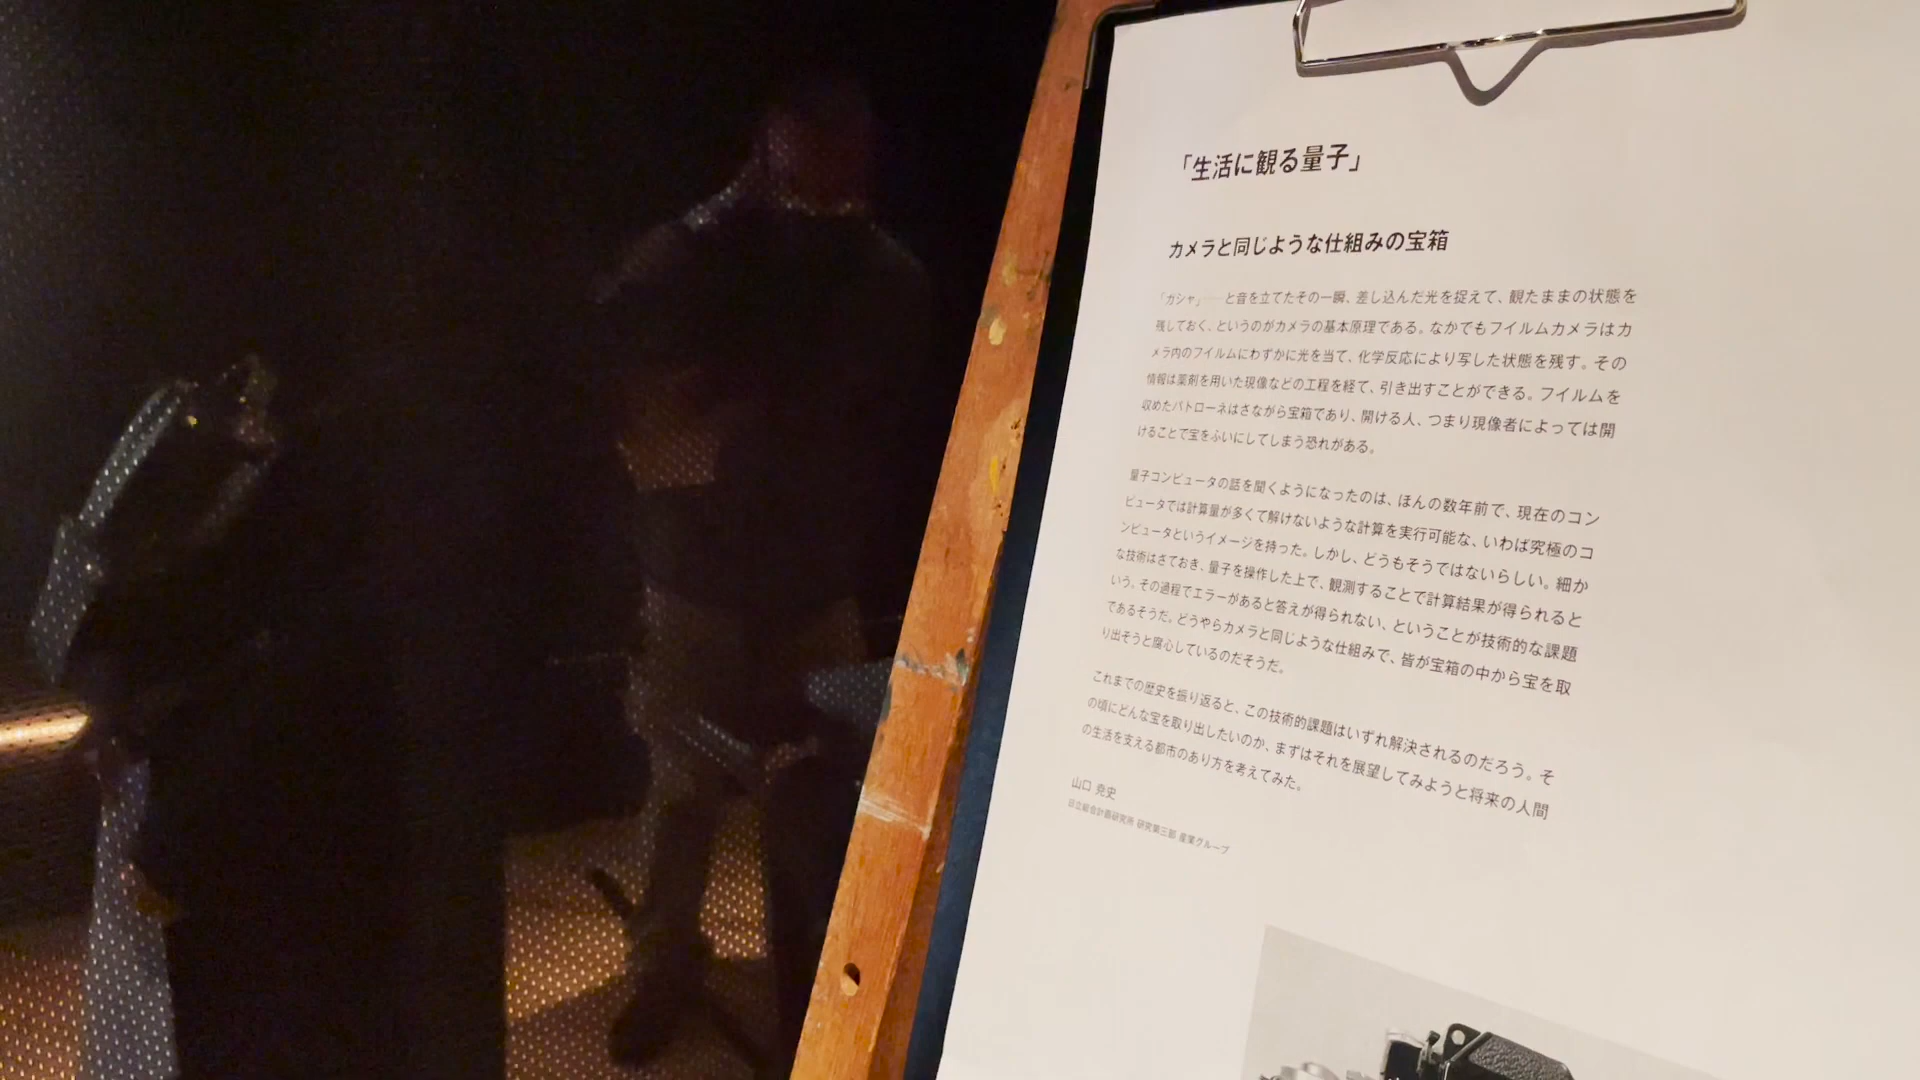 「生活に観る量子」
カメラと同じような仕組みの宝箱
「ガシャ」――と音を立てたその一瞬、差し込んだ光を捉えて、観たままの状態を
残しておく、というのがカメラの基本原理である。なかでもフイルムカメラはカ
メラ内のフイルムにわずかに光を当て、化学反応により写した状態を残す。その
情報は薬剤を用いた現像などの工程を経て、引き出すことができる。フイルムを
収めたパトローネはさながら宝箱であり、開ける人、つまり現像者によっては開
けることで宝をふいにしてしまう恐れがある。
量子コンピュータの話を聞くようになったのは、ほんの数年前で、現在のコン
ピュータでは計算量が多くて解けないような計算を実行可能な、いわば究極のコ
ンピュータというイメージを持った。しかし、どうもそうではないらしい。細か
な技術はさておき、量子を操作した上で、観測することで計算結果が得られると
いう。その過程でエラーがあると答えが得られない、ということが技術的な課題
であるそうだ。どうやらカメラと同じような仕組みで、皆が宝箱の中から宝を取
り出そうと腐心しているのだそうだ。
これまでの歴史を振り返ると、この技術的課題はいずれ解決されるのだろう。そ
の頃にどんな宝を取り出したいのか、まずはそれを展望してみようと将来の人間
の生活を支える都市のあり方を考えてみた。
山口 堯史
日立総合計画研究所 研究第三部 産業グループ